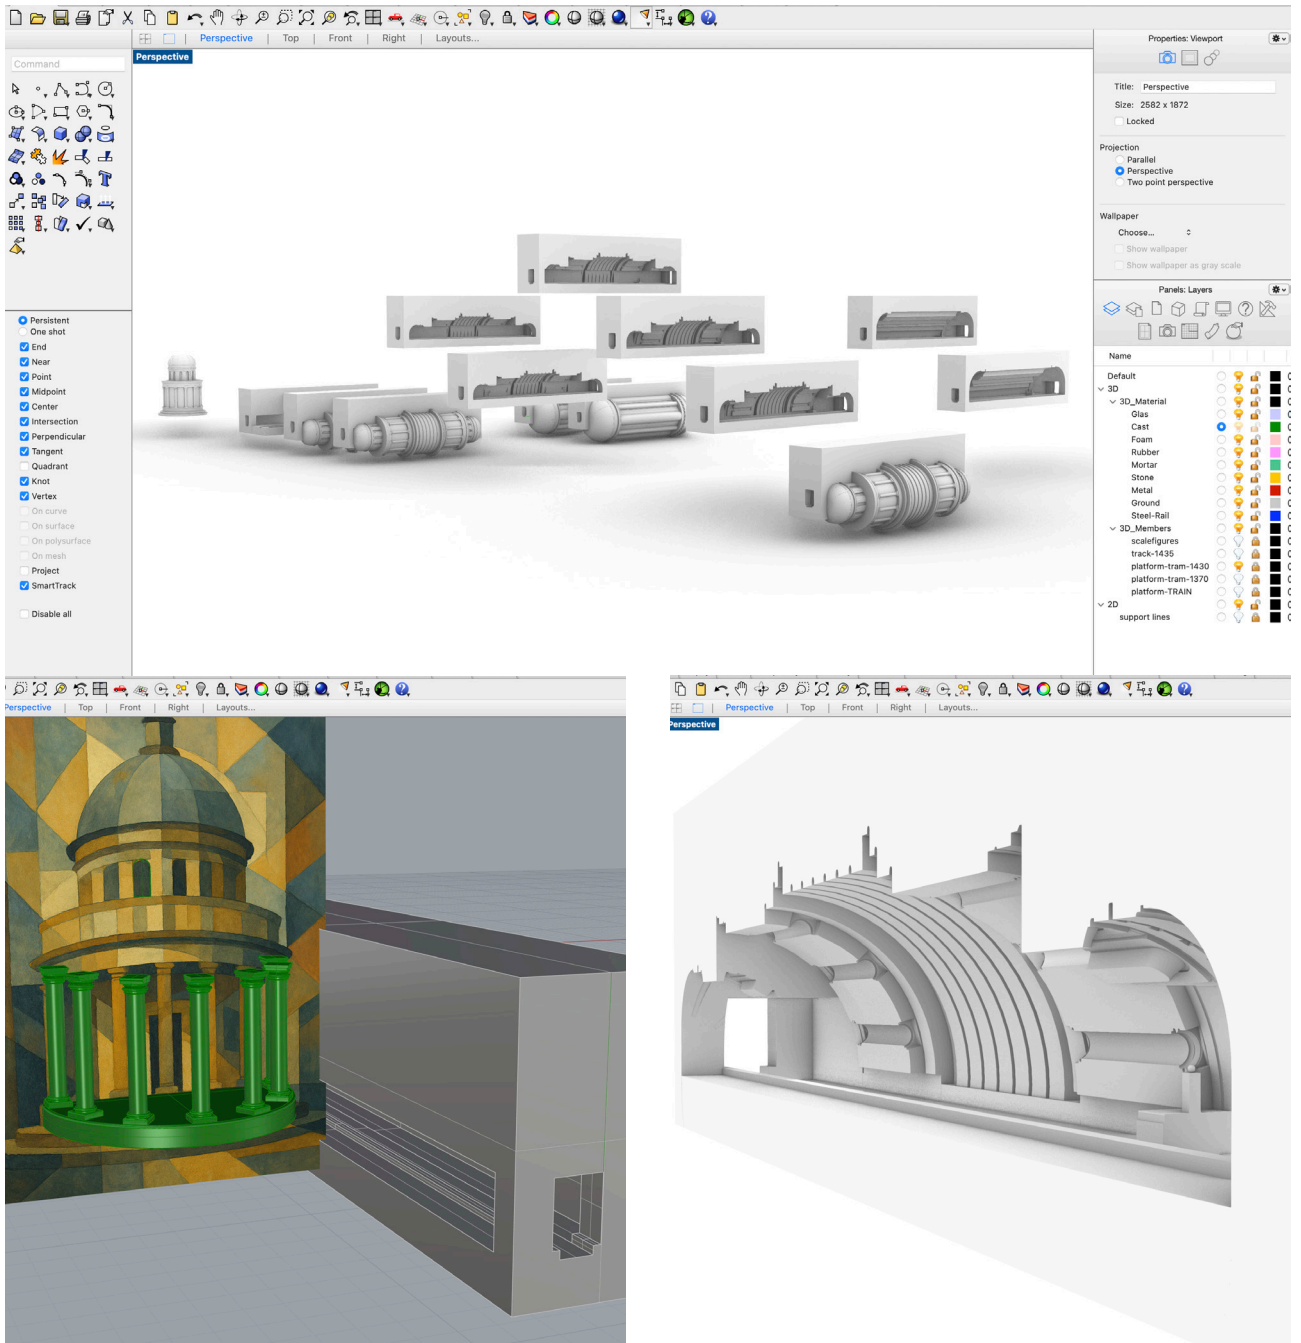 Perspective | Top | Front | Right | Layouts...
Command
Perspective
Persistent
One shot
End
Near
Point
Midpoint
Center
Intersection
Perpendicular
Tangent
Quadrant
Knot
Vertex
On curve
On surface
On polysurface
On mesh
Project
SmartTrack
Disable all
Properties: Viewport
Title: Perspective
Size: 2582 x 1872
Locked
Projection
Parallel
Perspective
Two point perspective
Wallpaper
Choose...
Show wallpaper
Show wallpaper as gray scale
Panels: Layers
Name
Default
3D
3D_Material
Glas
Cast
Foam
Rubber
Mortar
Stone
Metal
Ground
Steel-Rail
3D_Members
scalefigures
track-1435
platform-tram-1430
platform-tram-1370
platform-TRAIN
2D
support lines
Perspective | Top | Front | Right | Layouts...
Perspective | Top | Front | Right | Layouts...
Perspective